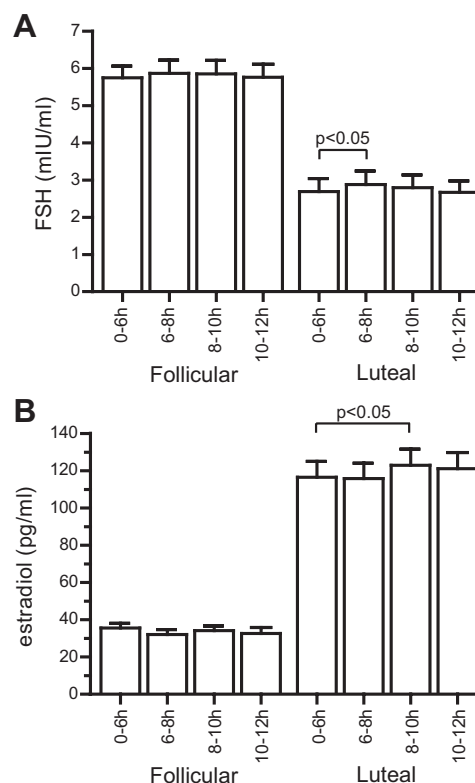 A
FSH (mIU/ml)
7
6
5
4
3
2
1
0
p<0.05
0-6h 6-8h 8-10h 10-12h 0-6h 6-8h 8-10h 10-12h
Follicular Luteal
B
estradiol (pg/ml)
140
120
100
80
60
40
20
0
p<0.05
0-6h 6-8h 8-10h 10-12h 0-6h 6-8h 8-10h 10-12h
Follicular Luteal